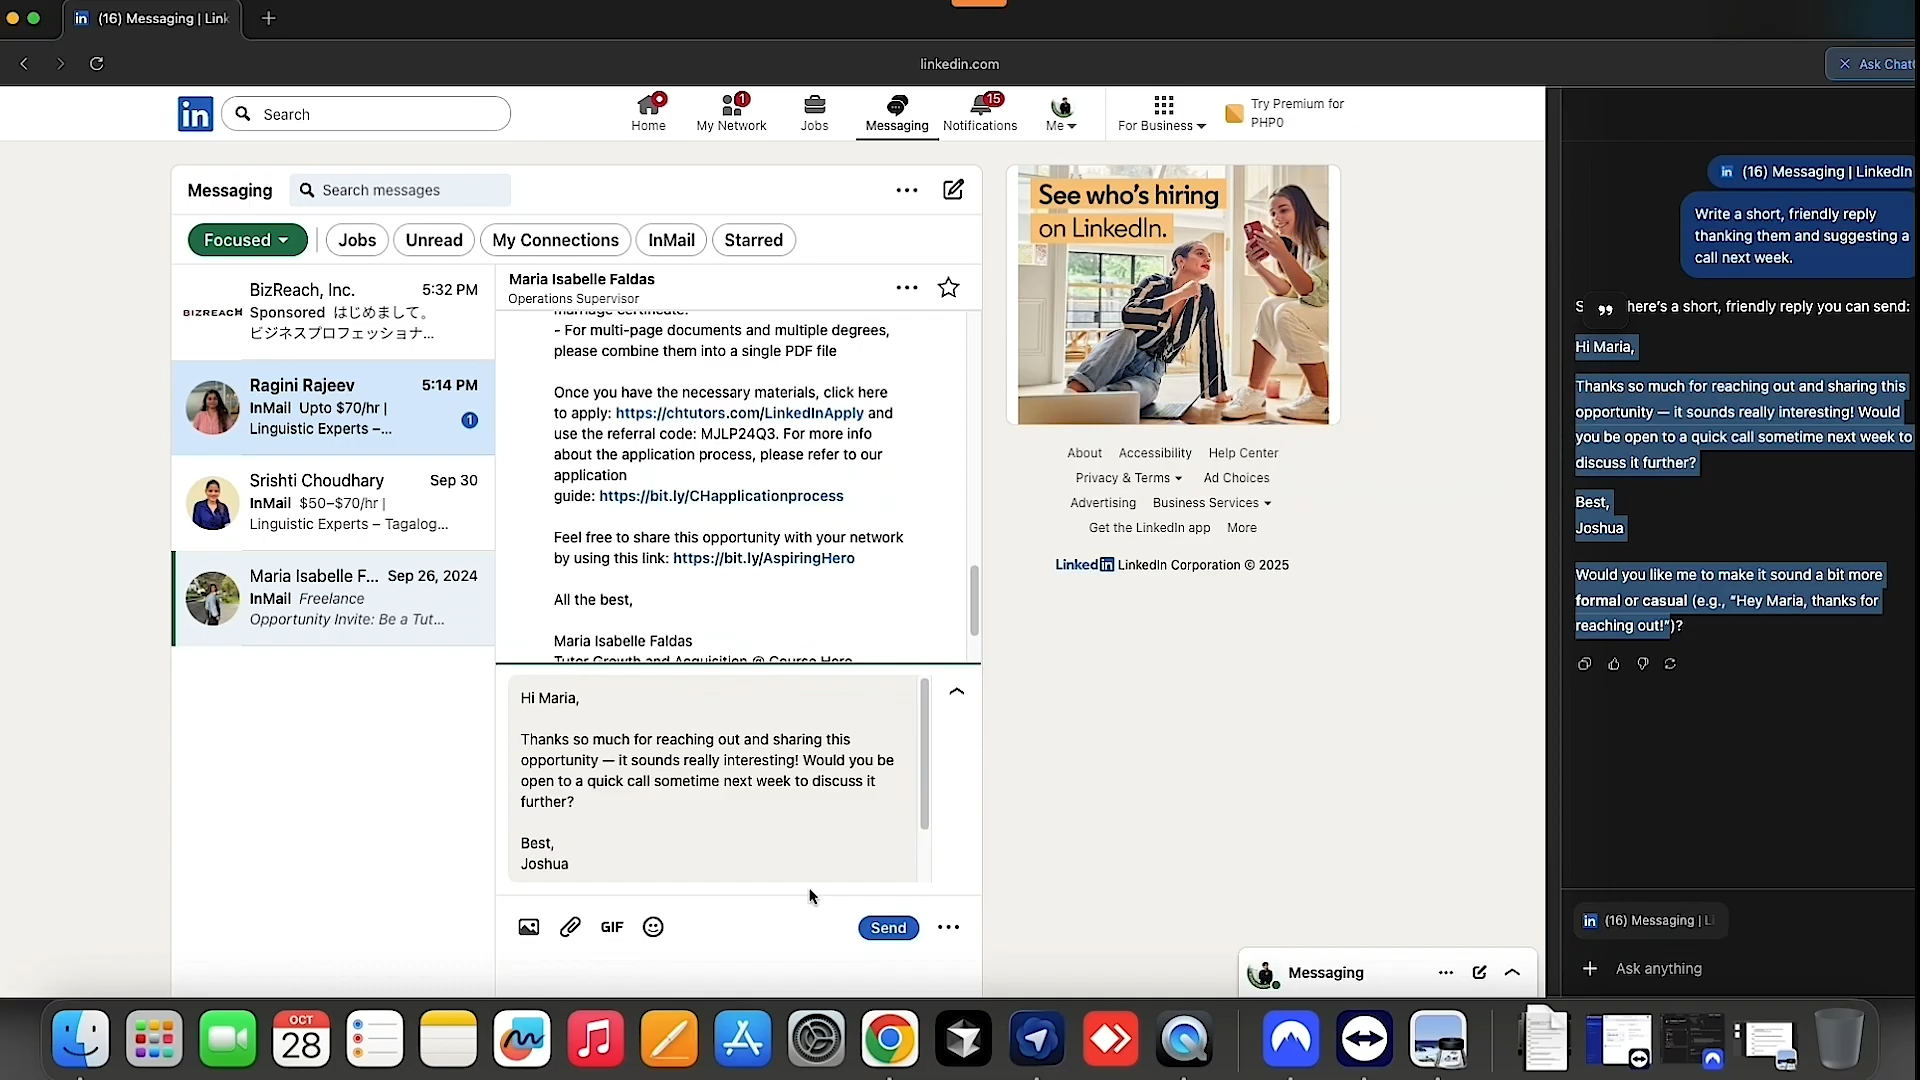 (16) Messaging | Link
linkedin.com
Ask Chat
Search
Home
My Network
1
Jobs
Messaging
Notifications
15
Me
For Business
Try Premium for
PHP0
Messaging
Search messages
Focused
Jobs
Unread
My Connections
InMail
Starred
BIZREACH
BizReach, Inc.
5:32 PM
Sponsored はじめまして。
ビジネスプロフェッショナ...
Ragini Rajeev
5:14 PM
InMail Upto $70/hr |
Linguistic Experts –...
1
Srishti Choudhary
Sep 30
InMail $50–$70/hr |
Linguistic Experts – Tagalog...
Maria Isabelle F...
Sep 26, 2024
InMail Freelance
Opportunity Invite: Be a Tut...
Maria Isabelle Faldas
Operations Supervisor
marriage certificate.
- For multi-page documents and multiple degrees,
please combine them into a single PDF file
Once you have the necessary materials, click here
to apply: https://chtutors.com/LinkedInApply and
use the referral code: MJLP24Q3. For more info
about the application process, please refer to our
application
guide: https://bit.ly/CHapplicationprocess
Feel free to share this opportunity with your network
by using this link: https://bit.ly/AspiringHero
All the best,
Maria Isabelle Faldas
Tutor Growth and Acquisition @ Course Hero
Hi Maria,
Thanks so much for reaching out and sharing this
opportunity — it sounds really interesting! Would you be
open to a quick call sometime next week to discuss it
further?
Best,
Joshua
GIF
Send
See who's hiring
on LinkedIn.
About
Accessibility
Help Center
Privacy & Terms
Ad Choices
Advertising
Business Services
Get the LinkedIn app
More
LinkedIn LinkedIn Corporation © 2025
Messaging
(16) Messaging | LinkedIn
Write a short, friendly reply
thanking them and suggesting a
call next week.
here's a short, friendly reply you can send:
Hi Maria,
Thanks so much for reaching out and sharing this
opportunity — it sounds really interesting! Would
you be open to a quick call sometime next week to
discuss it further?
Best,
Joshua
Would you like me to make it sound a bit more
formal or casual (e.g., "Hey Maria, thanks for
reaching out!")?
(16) Messaging | Li
Ask anything
OCT
28